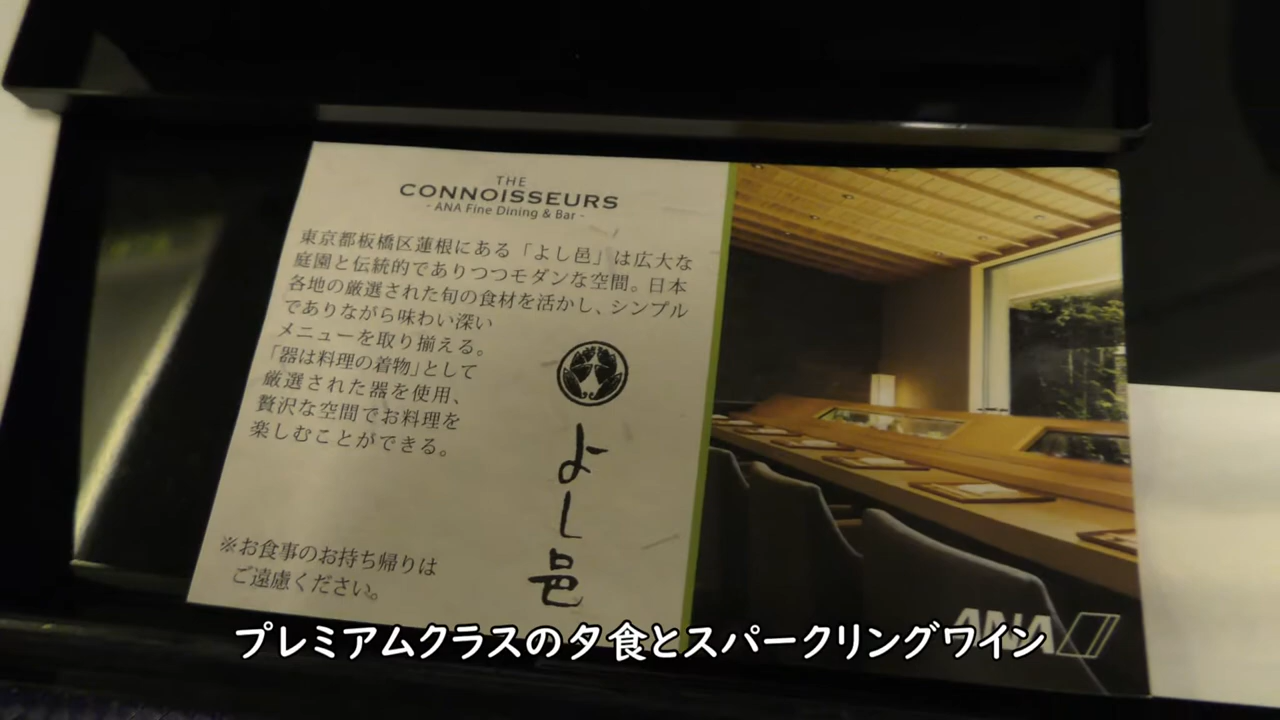 THE
CONNOISSEURS
- ANA Fine Dining & Bar -
東京都板橋区蓮根にある「よし邑」は広大な
庭園と伝統的でありつつモダンな空間。日本
各地の厳選された旬の食材を活かし、シンプル
でありながら味わい深い
メニューを取り揃える。
「器は料理の着物」として
厳選された器を使用、
贅沢な空間でお料理を
楽しむことができる。
よし邑
※お食事のお持ち帰りは
ご遠慮ください。
ANA
プレミアムクラスの夕食とスパークリングワイン